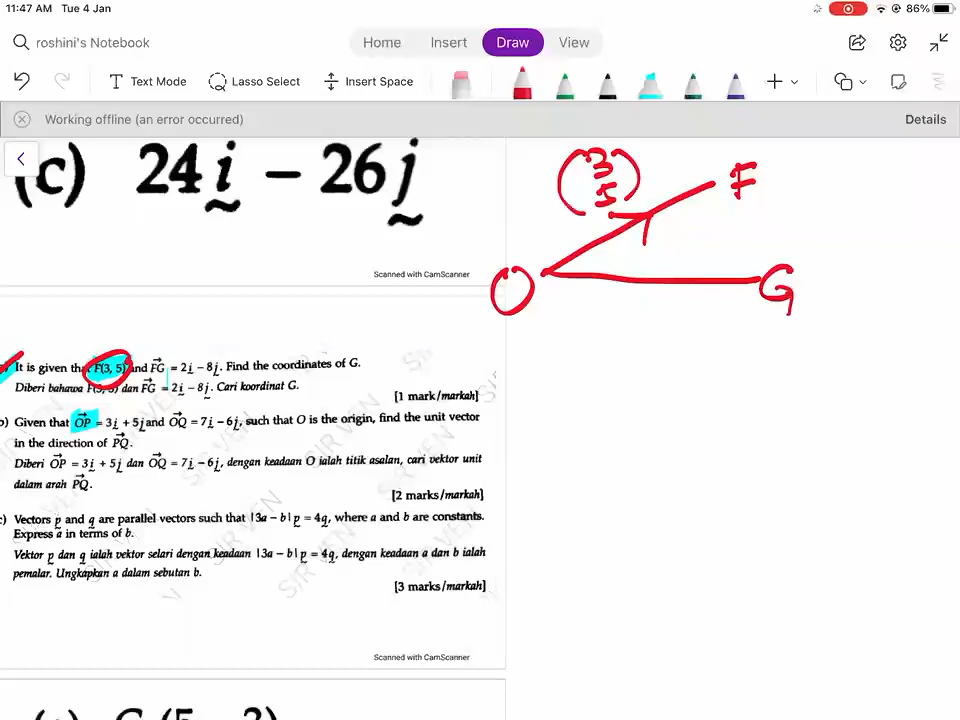 11:47 AM Tue 4 Jan
86%
roshini's Notebook
Home Insert Draw View
Text Mode Lasso Select Insert Space
Working offline (an error occurred) Details
(c) 24i – 26j
Scanned with CamScanner
(3
5)
F
O
G
It is given that F(3, 5) and FG = 2i – 8j. Find the coordinates of G.
Diberi bahawa F(3, 5) dan FG = 2i – 8j. Cari koordinat G.
[1 mark/markah]
b) Given that OP = 3i + 5j and OQ = 7i – 6j, such that O is the origin, find the unit vector
in the direction of PQ.
Diberi OP = 3i + 5j dan OQ = 7i – 6j, dengan keadaan O ialah titik asalan, cari vektor unit
dalam arah PQ.
[2 marks/markah]
c) Vectors p and q are parallel vectors such that |3a – b|p = 4q, where a and b are constants.
Express a in terms of b.
Vektor p dan q ialah vektor selari dengan keadaan |3a – b|p = 4q, dengan keadaan a dan b ialah
pemalar. Ungkapkan a dalam sebutan b.
[3 marks/markah]
SIR VEN
Scanned with CamScanner